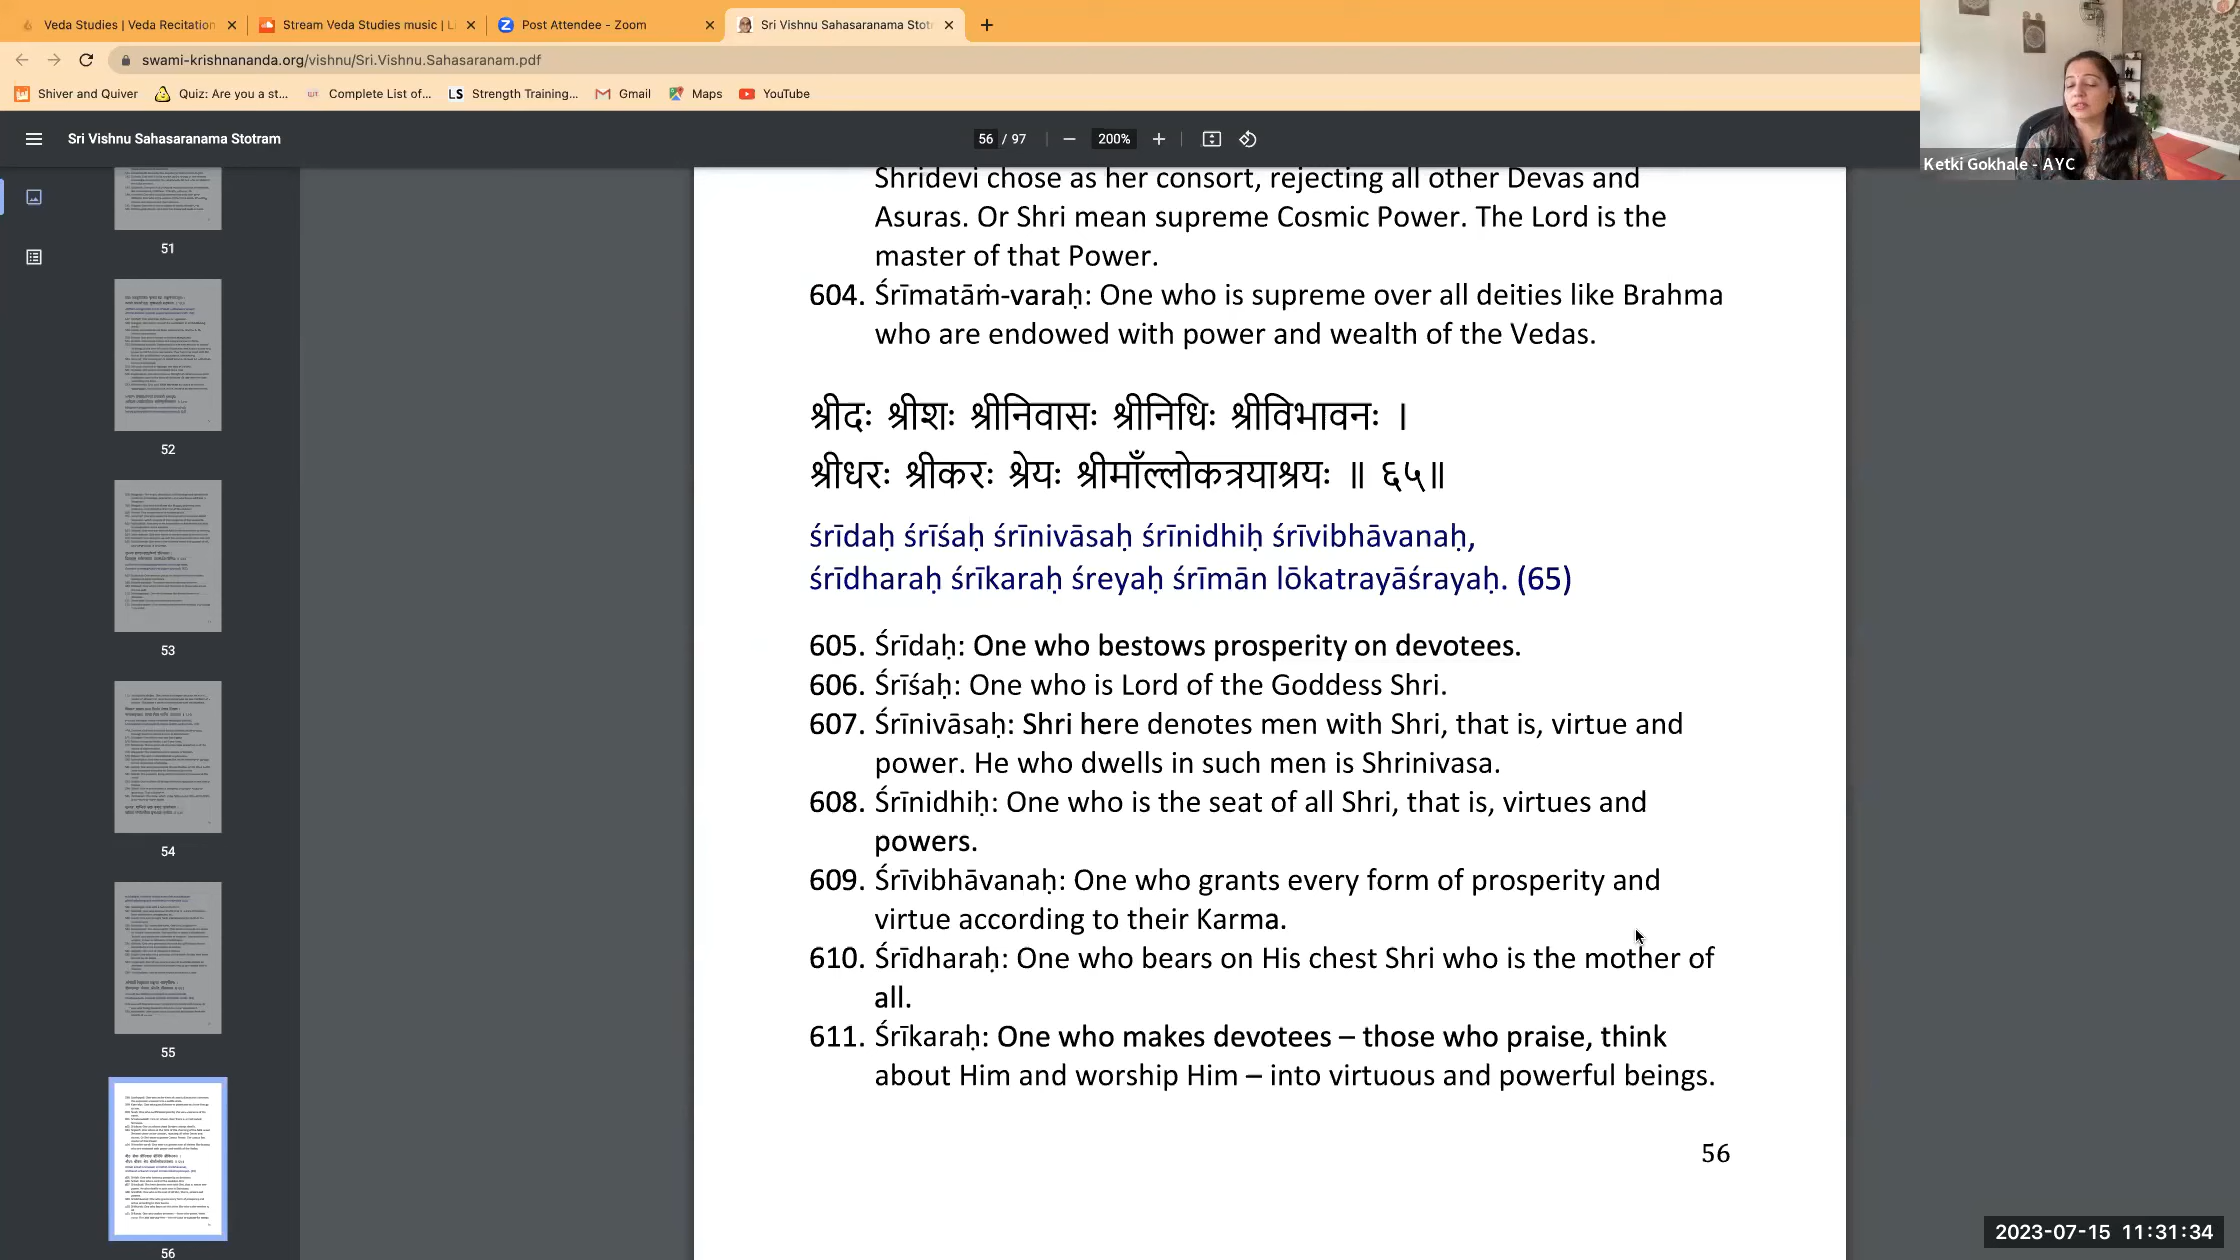 Veda Studies | Veda Recitation
Stream Veda Studies music | Li
Post Attendee - Zoom
Sri Vishnu Sahasaranama Stotr
swami-krishnananda.org/vishnu/Sri.Vishnu.Sahasaranam.pdf
Shiver and Quiver
Quiz: Are you a st...
Complete List of...
LS Strength Training...
Gmail
Maps
YouTube
Ketki Gokhale - AYC
Sri Vishnu Sahasaranama Stotram
56 / 97
200%
51
52
53
54
55
56
Shridevi chose as her consort, rejecting all other Devas and
Asuras. Or Shri mean supreme Cosmic Power. The Lord is the
master of that Power.
604. Śrīmatāṁ-varaḥ: One who is supreme over all deities like Brahma
who are endowed with power and wealth of the Vedas.
श्रीदः श्रीशः श्रीनिवासः श्रीनिधिः श्रीविभावनः ।
श्रीधरः श्रीकरः श्रेयः श्रीमाँल्लोकत्रयाश्रयः ॥ ६५॥
śrīdaḥ śrīśaḥ śrīnivāsaḥ śrīnidhiḥ śrīvibhāvanaḥ,
śrīdharaḥ śrīkaraḥ śreyaḥ śrīmān lōkatrayāśrayaḥ. (65)
605. Śrīdaḥ: One who bestows prosperity on devotees.
606. Śrīśaḥ: One who is Lord of the Goddess Shri.
607. Śrīnivāsaḥ: Shri here denotes men with Shri, that is, virtue and
power. He who dwells in such men is Shrinivasa.
608. Śrīnidhiḥ: One who is the seat of all Shri, that is, virtues and
powers.
609. Śrīvibhāvanaḥ: One who grants every form of prosperity and
virtue according to their Karma.
610. Śrīdharaḥ: One who bears on His chest Shri who is the mother of
all.
611. Śrīkaraḥ: One who makes devotees – those who praise, think
about Him and worship Him – into virtuous and powerful beings.
56
2023-07-15 11:31:34